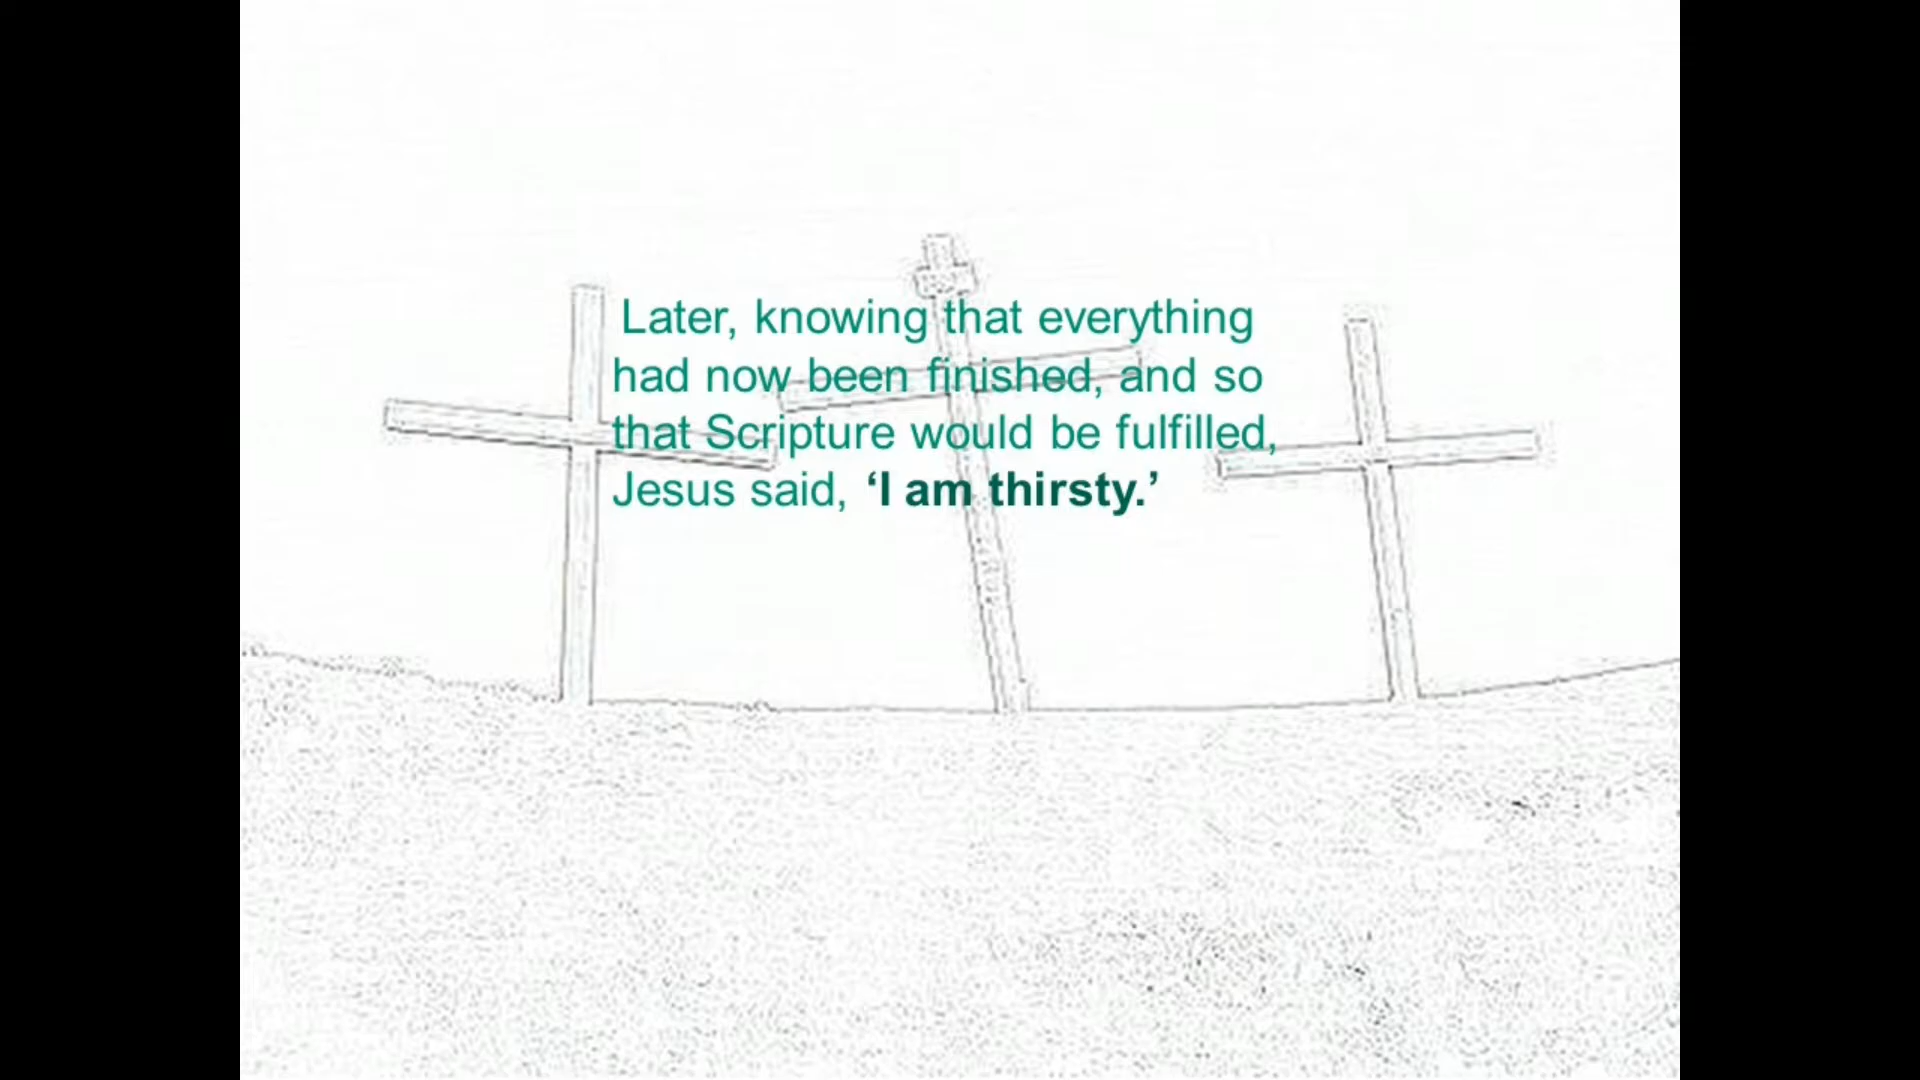 Later, knowing that everything
had now been finished, and so
that Scripture would be fulfilled,
Jesus said, ‘I am thirsty.’